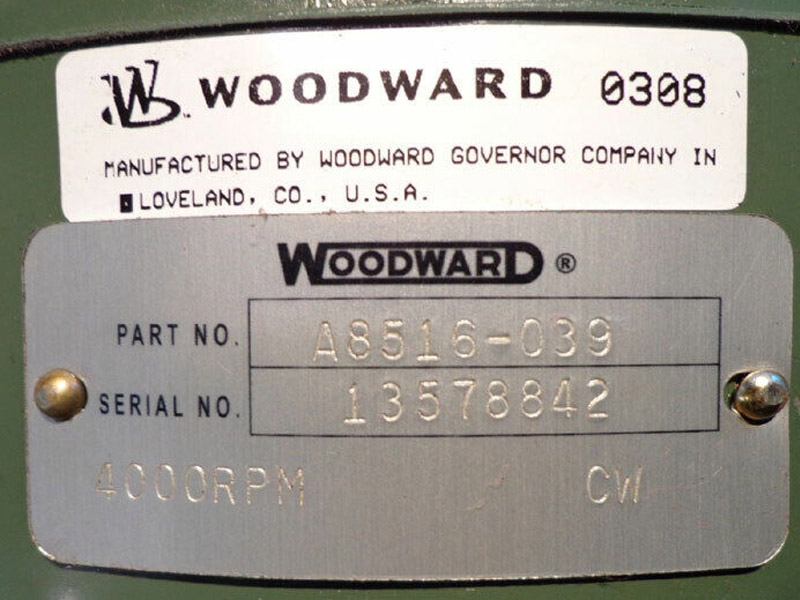 WOODWARD 0308
MANUFACTURED BY WOODWARD GOVERNOR COMPANY IN
LOVELAND, CO., U.S.A.
WOODWARD ®
PART NO. A8516-039
SERIAL NO. 13578842
4000RPM CW